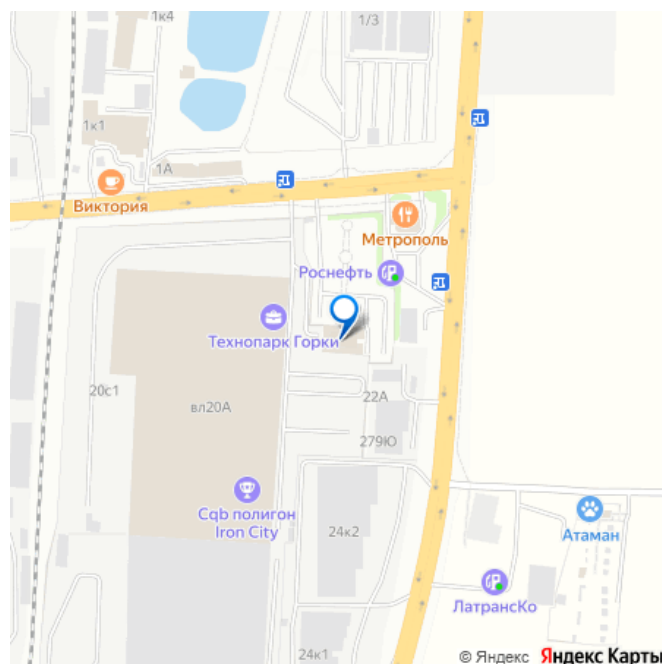 1к4
1/3
1к1
1А
Виктория
Метрополь
Роснефть
Технопарк Горки
20с1
вл20А
22А
279Ю
Cqb полигон
Iron City
24к2
Атаман
ЛатрансКо
24к1
© Яндекс Яндекс Карты